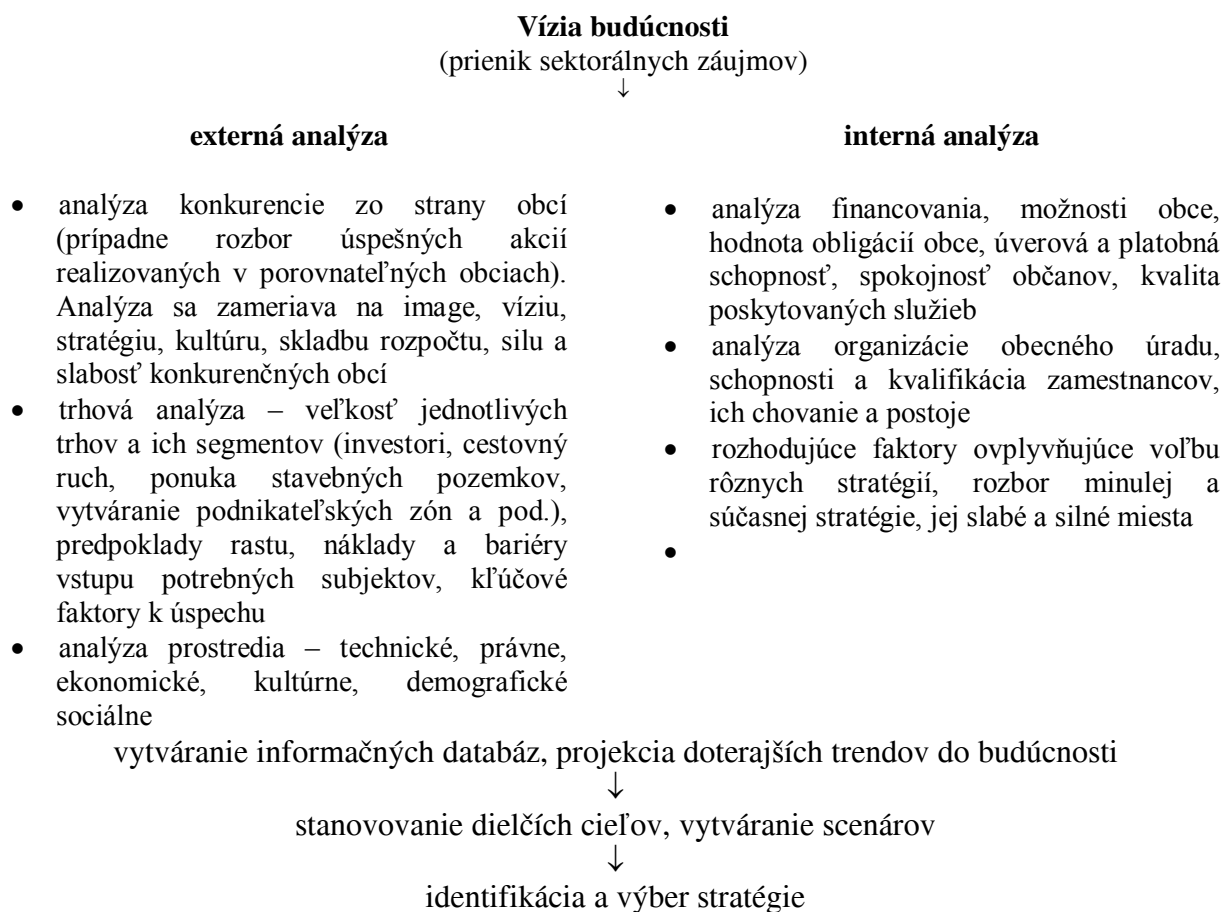 Vízia budúcnosti
(prienik sektorálnych záujmov)
↓
externá analýza
• analýza konkurencie zo strany obcí
(prípadne rozbor úspešných akcií
realizovaných v porovnateľných obciach).
Analýza sa zameriava na image, víziu,
stratégiu, kultúru, skladbu rozpočtu, silu a
slabosť konkurenčných obcí
• trhová analýza – veľkosť jednotlivých
trhov a ich segmentov (investori, cestovný
ruch, ponuka stavebných pozemkov,
vytváranie podnikateľských zón a pod.),
predpoklady rastu, náklady a bariéry
vstupu potrebných subjektov, kľúčové
faktory k úspechu
• analýza prostredia – technické, právne,
ekonomické, kultúrne, demografické
sociálne
interná analýza
• analýza financovania, možnosti obce,
hodnota obligácií obce, úverová a platobná
schopnosť, spokojnosť občanov, kvalita
poskytovaných služieb
• analýza organizácie obecného úradu,
schopnosti a kvalifikácia zamestnancov,
ich chovanie a postoje
• rozhodujúce faktory ovplyvňujúce voľbu
rôznych stratégií, rozbor minulej a
súčasnej stratégie, jej slabé a silné miesta
•
vytváranie informačných databáz, projekcia doterajších trendov do budúcnosti
↓
stanovovanie dielčích cieľov, vytváranie scenárov
↓
identifikácia a výber stratégie